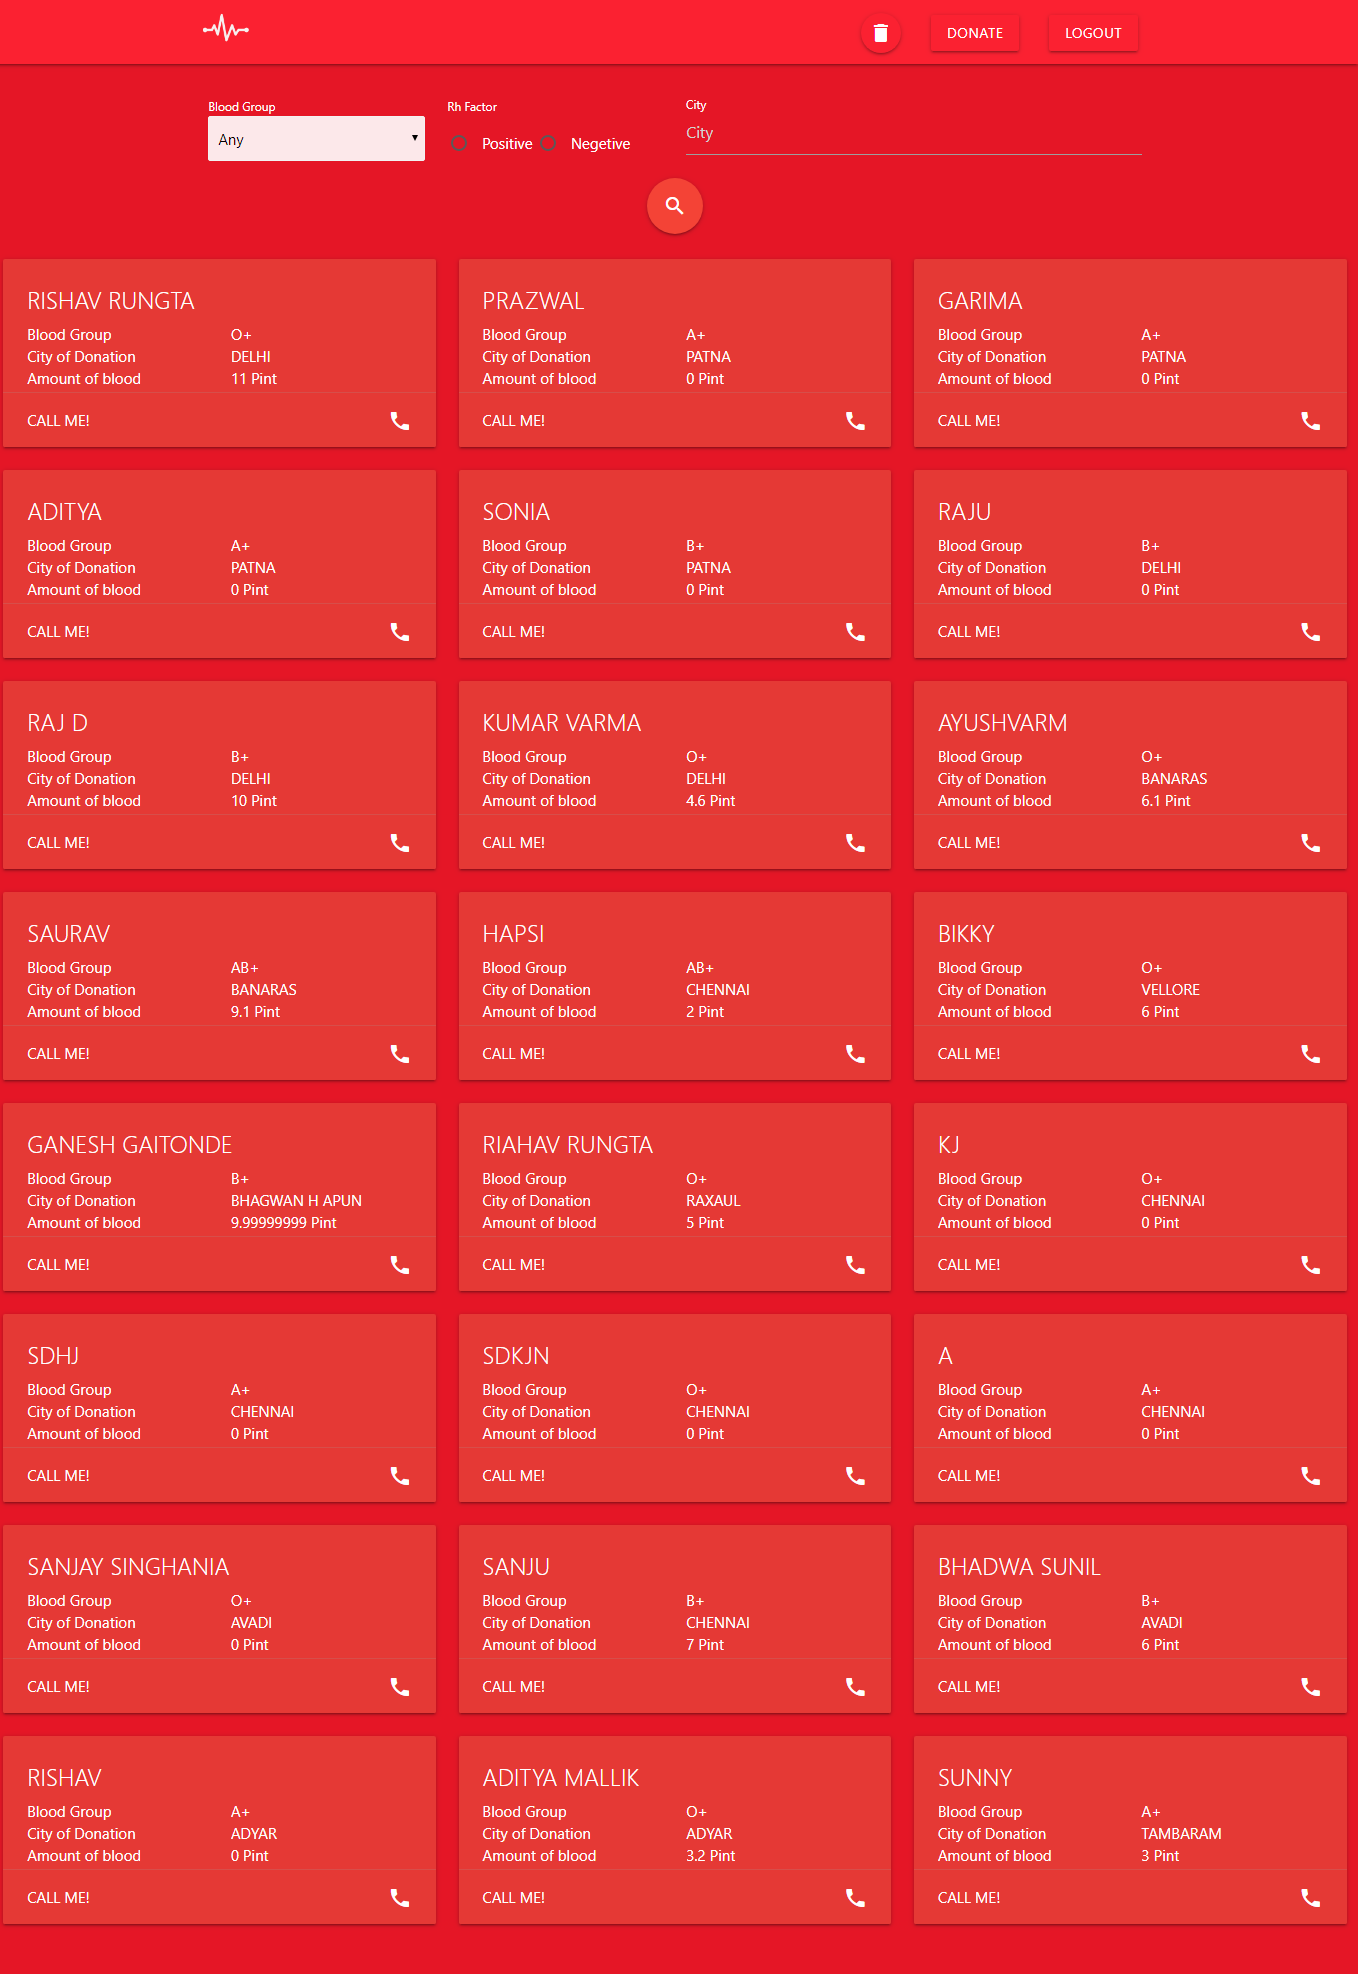 DONATE LOGOUT
Blood Group Rh Factor City
Any Positive Negetive City
RISHAV RUNGTA
Blood Group O+
City of Donation DELHI
Amount of blood 11 Pint
CALL ME!
PRAZWAL
Blood Group A+
City of Donation PATNA
Amount of blood 0 Pint
CALL ME!
GARIMA
Blood Group A+
City of Donation PATNA
Amount of blood 0 Pint
CALL ME!
ADITYA
Blood Group A+
City of Donation PATNA
Amount of blood 0 Pint
CALL ME!
SONIA
Blood Group B+
City of Donation PATNA
Amount of blood 0 Pint
CALL ME!
RAJU
Blood Group B+
City of Donation DELHI
Amount of blood 0 Pint
CALL ME!
RAJ D
Blood Group B+
City of Donation DELHI
Amount of blood 10 Pint
CALL ME!
KUMAR VARMA
Blood Group O+
City of Donation DELHI
Amount of blood 4.6 Pint
CALL ME!
AYUSHVARM
Blood Group O+
City of Donation BANARAS
Amount of blood 6.1 Pint
CALL ME!
SAURAV
Blood Group AB+
City of Donation BANARAS
Amount of blood 9.1 Pint
CALL ME!
HAPSI
Blood Group AB+
City of Donation CHENNAI
Amount of blood 2 Pint
CALL ME!
BIKKY
Blood Group O+
City of Donation VELLORE
Amount of blood 6 Pint
CALL ME!
GANESH GAITONDE
Blood Group B+
City of Donation BHAGWAN H APUN
Amount of blood 9.99999999 Pint
CALL ME!
RIAHAV RUNGTA
Blood Group O+
City of Donation RAXAUL
Amount of blood 5 Pint
CALL ME!
KJ
Blood Group O+
City of Donation CHENNAI
Amount of blood 0 Pint
CALL ME!
SDHJ
Blood Group A+
City of Donation CHENNAI
Amount of blood 0 Pint
CALL ME!
SDKJN
Blood Group O+
City of Donation CHENNAI
Amount of blood 0 Pint
CALL ME!
A
Blood Group A+
City of Donation CHENNAI
Amount of blood 0 Pint
CALL ME!
SANJAY SINGHANIA
Blood Group O+
City of Donation AVADI
Amount of blood 0 Pint
CALL ME!
SANJU
Blood Group B+
City of Donation CHENNAI
Amount of blood 7 Pint
CALL ME!
BHADWA SUNIL
Blood Group B+
City of Donation AVADI
Amount of blood 6 Pint
CALL ME!
RISHAV
Blood Group A+
City of Donation ADYAR
Amount of blood 0 Pint
CALL ME!
ADITYA MALLIK
Blood Group O+
City of Donation ADYAR
Amount of blood 3.2 Pint
CALL ME!
SUNNY
Blood Group A+
City of Donation TAMBARAM
Amount of blood 3 Pint
CALL ME!